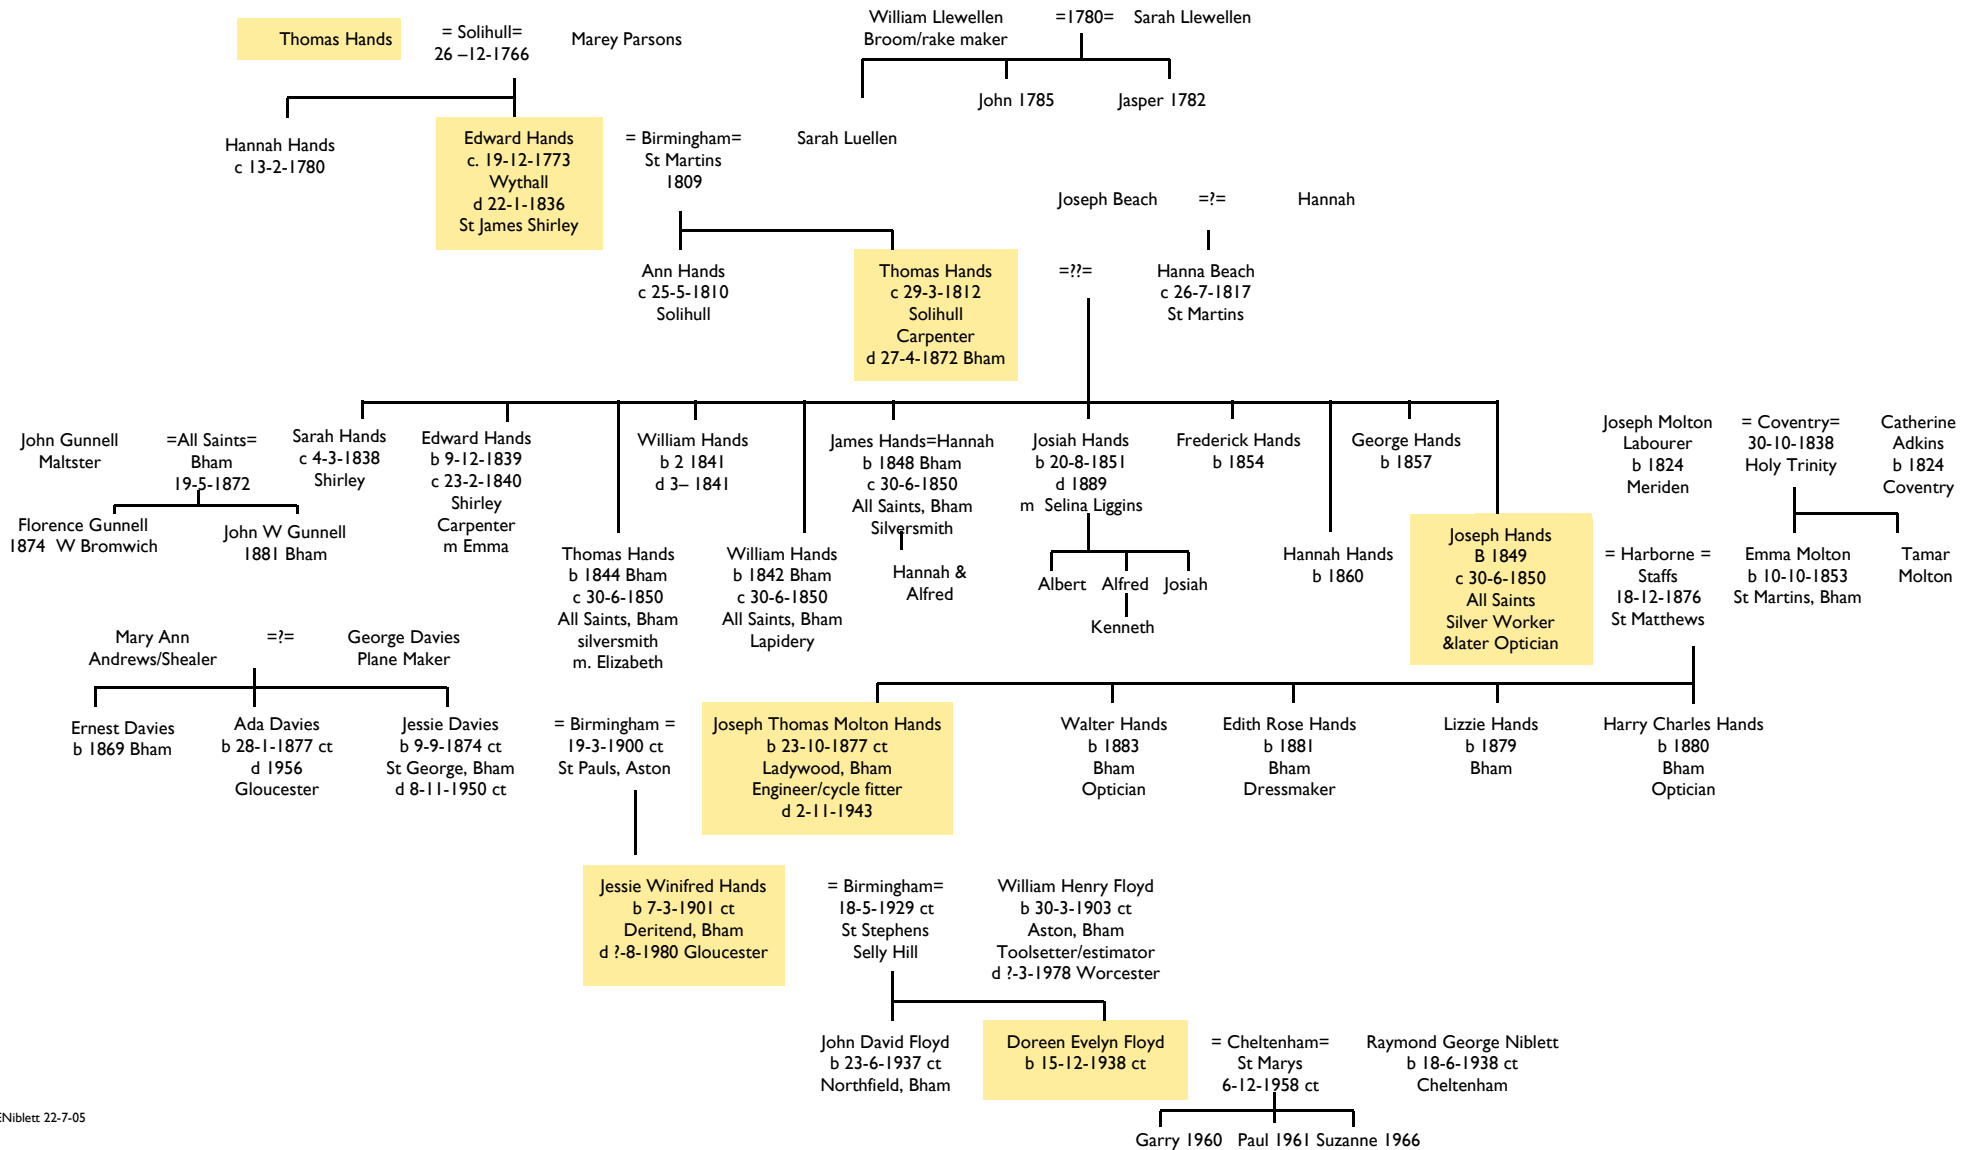 Thomas Hands
= Solihull=
26 –12-1766
Marey Parsons
William Llewellen
Broom/rake maker
=1780=
Sarah Llewellen
John 1785
Jasper 1782
Hannah Hands
c 13-2-1780
Edward Hands
c. 19-12-1773
Wythall
d 22-1-1836
St James Shirley
= Birmingham=
St Martins
1809
Sarah Luellen
Joseph Beach
=?=
Hannah
Ann Hands
c 25-5-1810
Solihull
Thomas Hands
c 29-3-1812
Solihull
Carpenter
d 27-4-1872 Bham
=??=
Hanna Beach
c 26-7-1817
St Martins
John Gunnell
Maltster
=All Saints=
Bham
19-5-1872
Florence Gunnell
1874  W Bromwich
John W Gunnell
1881 Bham
Sarah Hands
c 4-3-1838
Shirley
Edward Hands
b 9-12-1839
c 23-2-1840
Shirley
Carpenter
m Emma
Thomas Hands
b 1844 Bham
c 30-6-1850
All Saints, Bham
silversmith
m. Elizabeth
William Hands
b 2 1841
d 3– 1841
William Hands
b 1842 Bham
c 30-6-1850
All Saints, Bham
Lapidery
James Hands=Hannah
b 1848 Bham
c 30-6-1850
All Saints, Bham
Silversmith
Hannah &
Alfred
Josiah Hands
b 20-8-1851
d 1889
m  Selina Liggins
Albert
Alfred
Josiah
Kenneth
Frederick Hands
b 1854
Hannah Hands
b 1860
George Hands
b 1857
Joseph Hands
B 1849
c 30-6-1850
All Saints
Silver Worker
&later Optician
= Harborne =
Staffs
18-12-1876
St Matthews
Joseph Molton
Labourer
b 1824
Meriden
= Coventry=
30-10-1838
Holy Trinity
Catherine
Adkins
b 1824
Coventry
Emma Molton
b 10-10-1853
St Martins, Bham
Tamar
Molton
Mary Ann
Andrews/Shealer
=?=
George Davies
Plane Maker
Ernest Davies
b 1869 Bham
Ada Davies
b 28-1-1877 ct
d 1956
Gloucester
Jessie Davies
b 9-9-1874 ct
St George, Bham
d 8-11-1950 ct
= Birmingham =
19-3-1900 ct
St Pauls, Aston
Joseph Thomas Molton Hands
b 23-10-1877 ct
Ladywood, Bham
Engineer/cycle fitter
d 2-11-1943
Walter Hands
b 1883
Bham
Optician
Edith Rose Hands
b 1881
Bham
Dressmaker
Lizzie Hands
b 1879
Bham
Harry Charles Hands
b 1880
Bham
Optician
Jessie Winifred Hands
b 7-3-1901 ct
Deritend, Bham
d ?-8-1980 Gloucester
= Birmingham=
18-5-1929 ct
St Stephens
Selly Hill
William Henry Floyd
b 30-3-1903 ct
Aston, Bham
Toolsetter/estimator
d ?-3-1978 Worcester
John David Floyd
b 23-6-1937 ct
Northfield, Bham
Doreen Evelyn Floyd
b 15-12-1938 ct
= Cheltenham=
St Marys
6-12-1958 ct
Raymond George Niblett
b 18-6-1938 ct
Cheltenham
Garry 1960
Paul 1961
Suzanne 1966
ENiblett 22-7-05